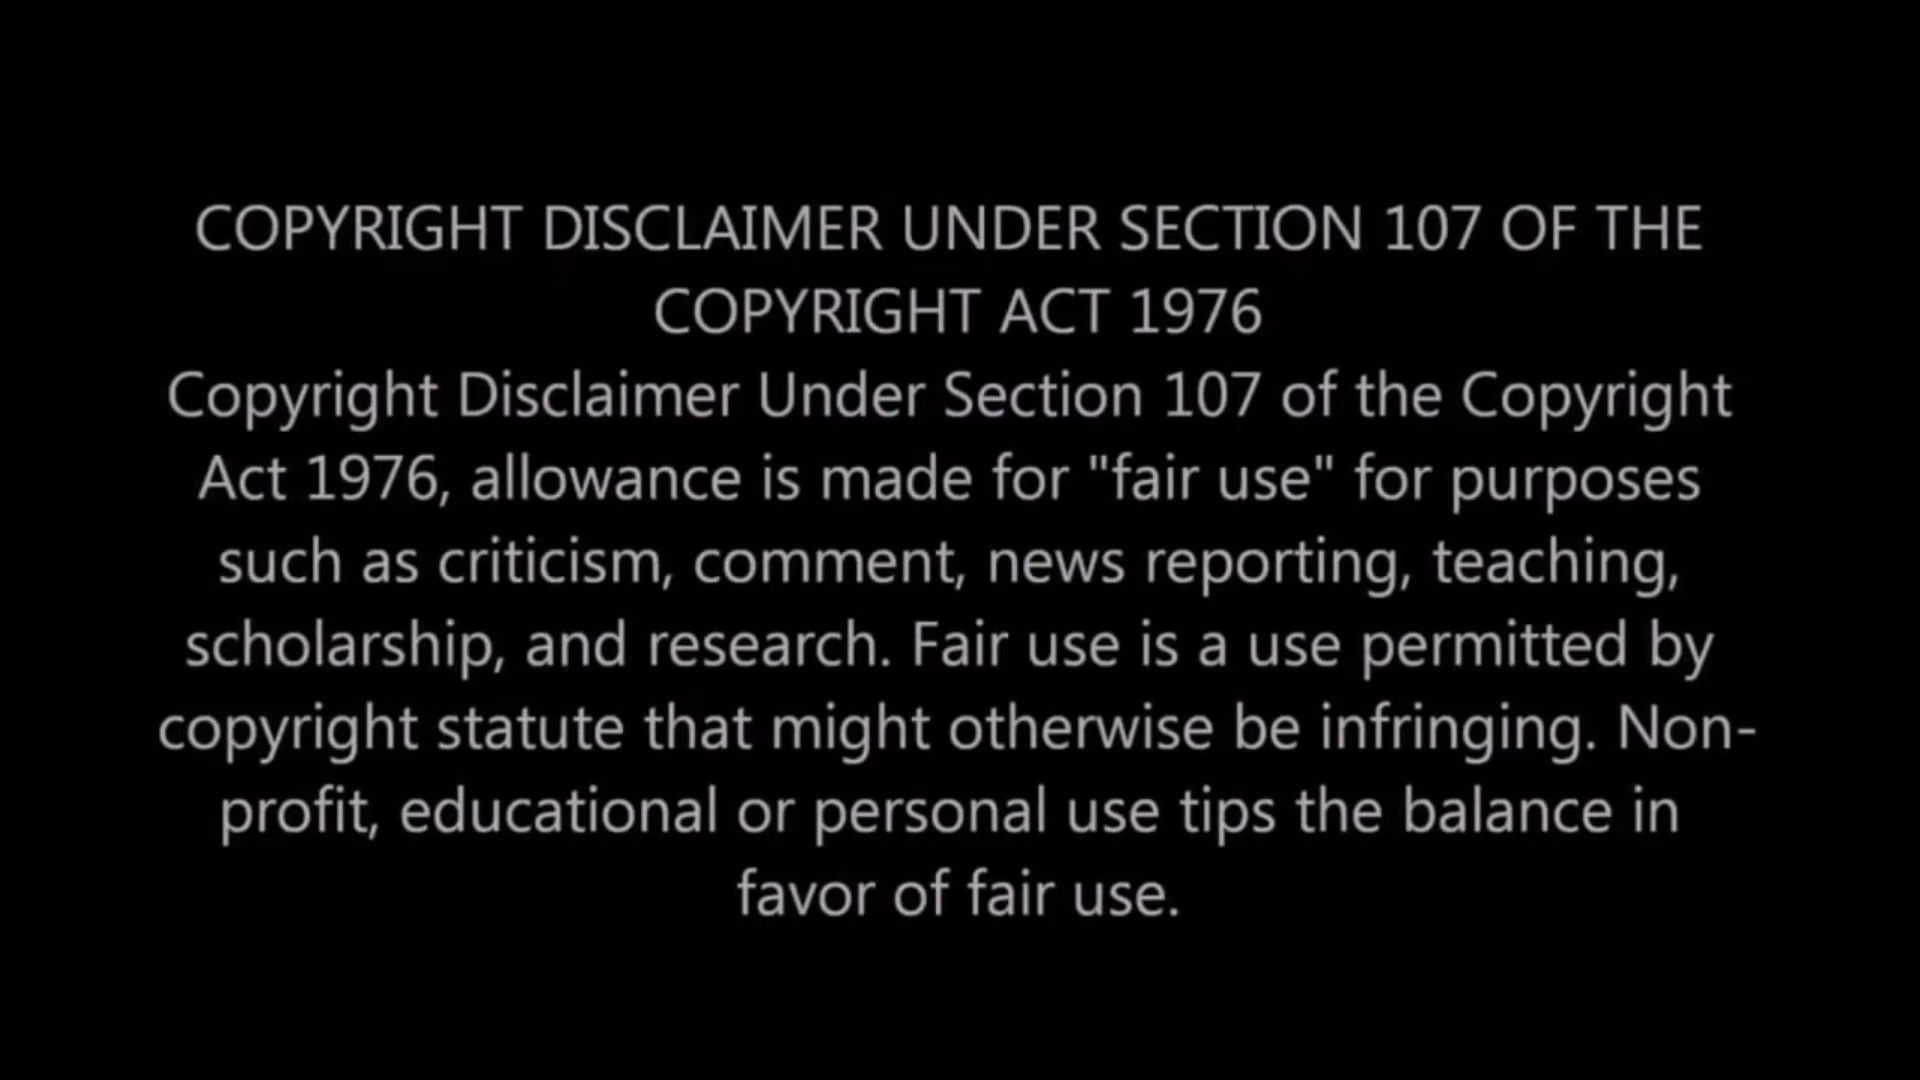 COPYRIGHT DISCLAIMER UNDER SECTION 107 OF THE
COPYRIGHT ACT 1976
Copyright Disclaimer Under Section 107 of the Copyright
Act 1976, allowance is made for "fair use" for purposes
such as criticism, comment, news reporting, teaching,
scholarship, and research. Fair use is a use permitted by
copyright statute that might otherwise be infringing. Non-
profit, educational or personal use tips the balance in
favor of fair use.